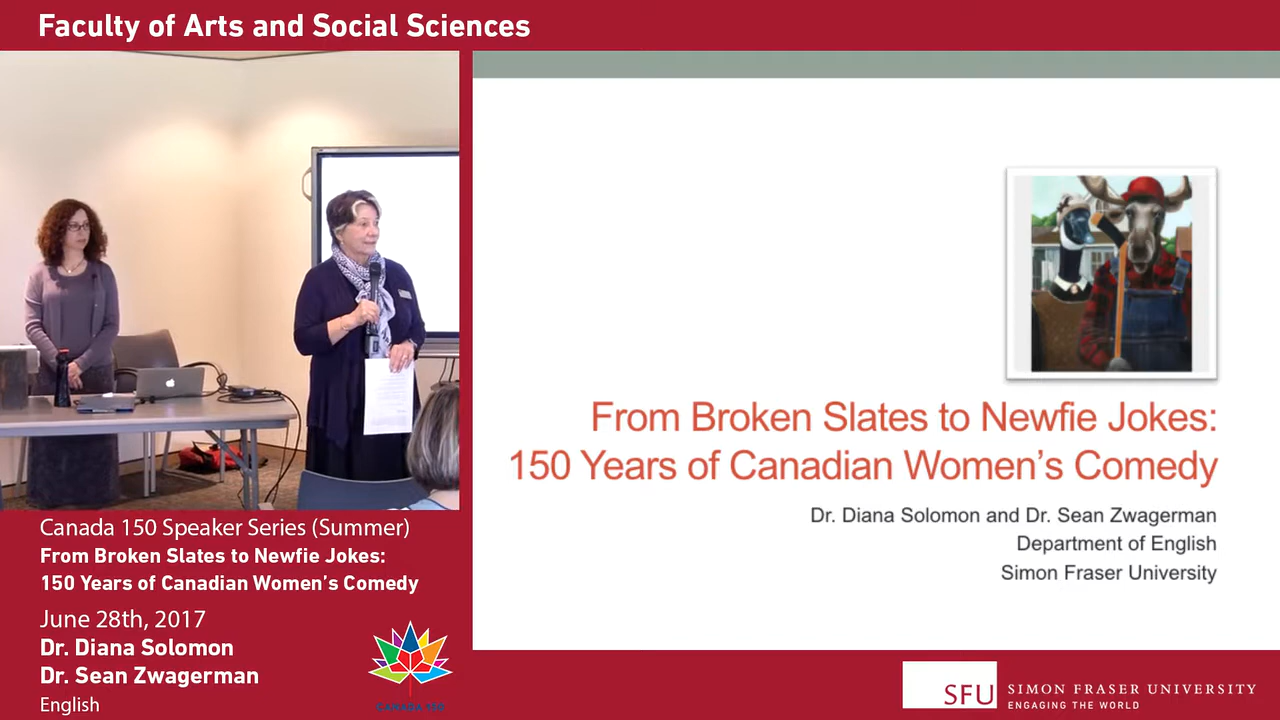 Faculty of Arts and Social Sciences
From Broken Slates to Newfie Jokes:
150 Years of Canadian Women's Comedy
Dr. Diana Solomon and Dr. Sean Zwagerman
Department of English
Simon Fraser University
Canada 150 Speaker Series (Summer)
From Broken Slates to Newfie Jokes:
150 Years of Canadian Women's Comedy
June 28th, 2017
Dr. Diana Solomon
Dr. Sean Zwagerman
English
CANADA 150
SFU
SIMON FRASER UNIVERSITY
ENGAGING THE WORLD